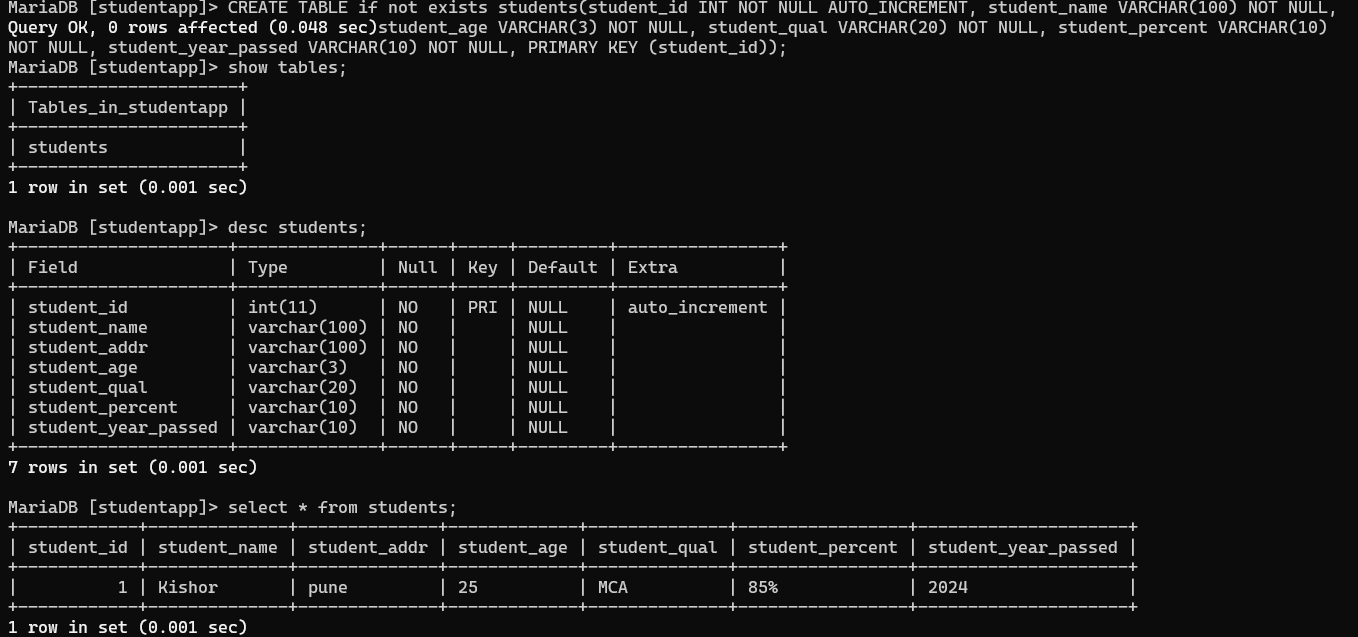 MariaDB [studentapp]> CREATE TABLE if not exists students(student_id INT NOT NULL AUTO_INCREMENT, student_name VARCHAR(100) NOT NULL,
Query OK, 0 rows affected (0.048 sec)student_age VARCHAR(3) NOT NULL, student_qual VARCHAR(20) NOT NULL, student_percent VARCHAR(10)
NOT NULL, student_year_passed VARCHAR(10) NOT NULL, PRIMARY KEY (student_id));
MariaDB [studentapp]> show tables;
+----------------------+
| Tables_in_studentapp |
+----------------------+
| students             |
+----------------------+
1 row in set (0.001 sec)

MariaDB [studentapp]> desc students;
+---------------------+--------------+------+-----+---------+----------------+
| Field               | Type         | Null | Key | Default | Extra          |
+---------------------+--------------+------+-----+---------+----------------+
| student_id          | int(11)      | NO   | PRI | NULL    | auto_increment |
| student_name        | varchar(100) | NO   |     | NULL    |                |
| student_addr        | varchar(100) | NO   |     | NULL    |                |
| student_age         | varchar(3)   | NO   |     | NULL    |                |
| student_qual        | varchar(20)  | NO   |     | NULL    |                |
| student_percent     | varchar(10)  | NO   |     | NULL    |                |
| student_year_passed | varchar(10)  | NO   |     | NULL    |                |
+---------------------+--------------+------+-----+---------+----------------+
7 rows in set (0.001 sec)

MariaDB [studentapp]> select * from students;
+------------+--------------+--------------+-------------+--------------+-----------------+---------------------+
| student_id | student_name | student_addr | student_age | student_qual | student_percent | student_year_passed |
+------------+--------------+--------------+-------------+--------------+-----------------+---------------------+
|          1 | Kishor       | pune         | 25          | MCA          | 85%             | 2024                |
+------------+--------------+--------------+-------------+--------------+-----------------+---------------------+
1 row in set (0.001 sec)